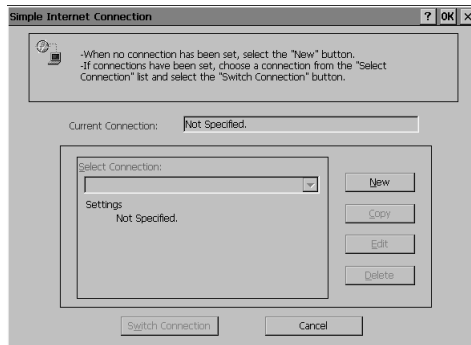 Simple Internet Connection ? OK ×
-When no connection has been set, select the "New" button.
-If connections have been set, choose a connection from the "Select
Connection" list and select the "Switch Connection" button.
Current Connection: Not Specified.
Select Connection:
New
Settings
Not Specified.
Copy
Edit
Delete
Switch Connection Cancel